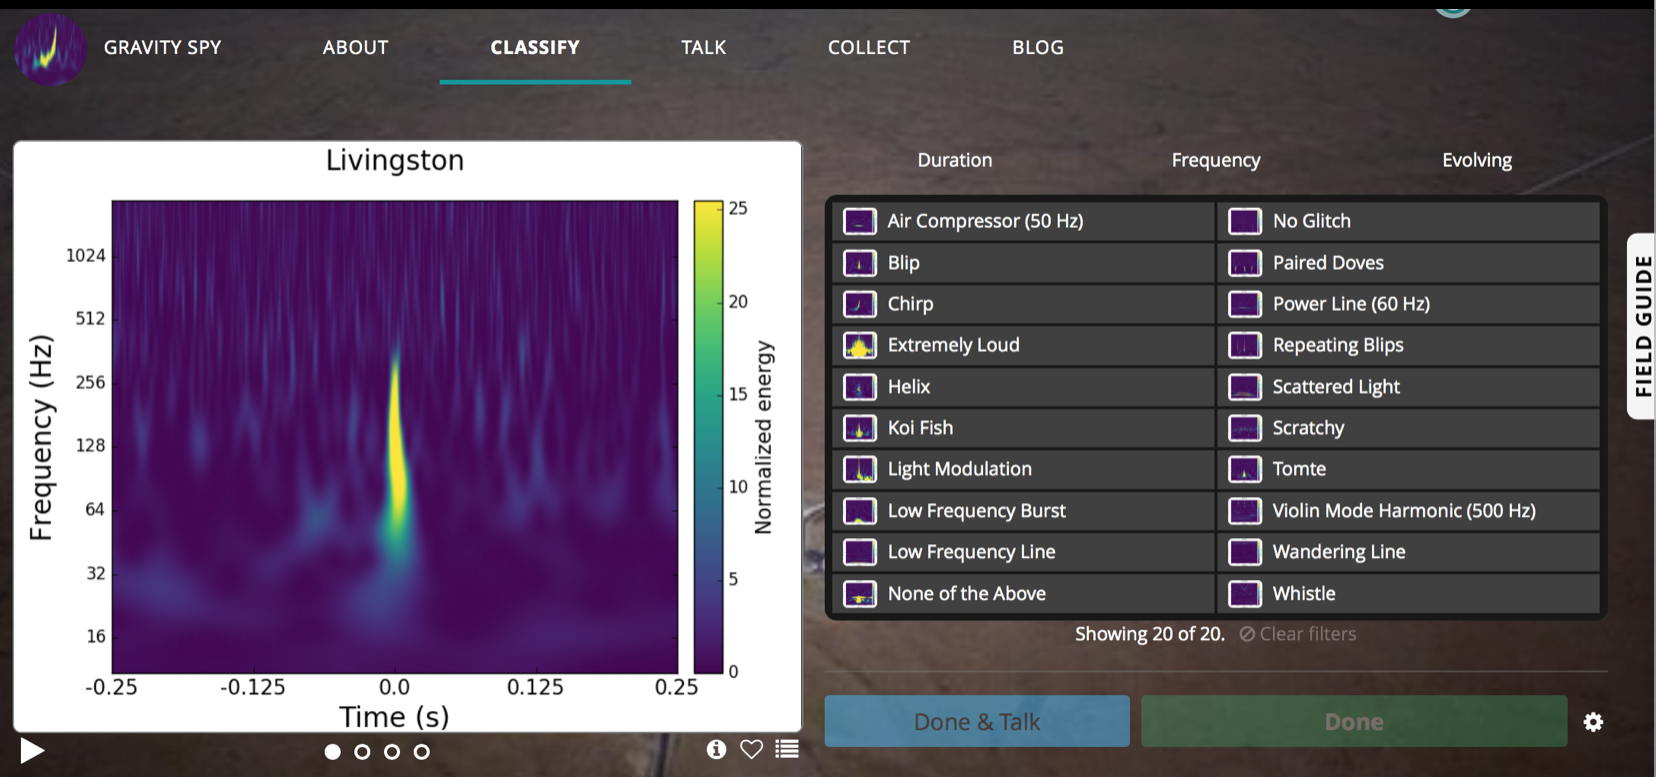 GRAVITY SPY ABOUT CLASSIFY TALK COLLECT BLOG
Livingston
Frequency (Hz)
1024
512
256
128
64
32
16
-0.25 -0.125 0.0 0.125 0.25
Time (s)
25
20
15
10
5
0
Normalized energy
Duration Frequency Evolving
Air Compressor (50 Hz) No Glitch
Blip Paired Doves
Chirp Power Line (60 Hz)
Extremely Loud Repeating Blips
Helix Scattered Light
Koi Fish Scratchy
Light Modulation Tomte
Low Frequency Burst Violin Mode Harmonic (500 Hz)
Low Frequency Line Wandering Line
None of the Above Whistle
Showing 20 of 20. Clear filters
Done & Talk Done
FIELD GUIDE